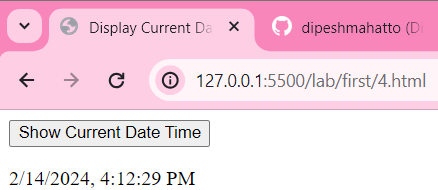 Display Current Da
dipeshmahatto (Di
127.0.0.1:5500/lab/first/4.html
Show Current Date Time
2/14/2024, 4:12:29 PM